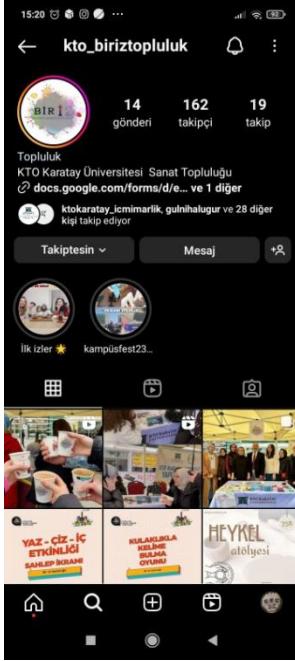 15:20
92
kto_biriztopluluk
BİR İZ
14 162 19
gönderi takipçi takip
Topluluk
KTO Karatay Üniversitesi Sanat Topluluğu
docs.google.com/forms/d/e... ve 1 diğer
ktokaratay_icmimarlik, gulnihalugur ve 28 diğer
kişi takip ediyor
Takiptesin Mesaj
İlk izler kampüsfest23...
YAZ - ÇİZ - İÇ
ETKİNLİĞİ
SAHLEP İKRAMI
KULAKLIKLA
KELİME
BULMA
OYUNU
HEYKEL
atölyesi